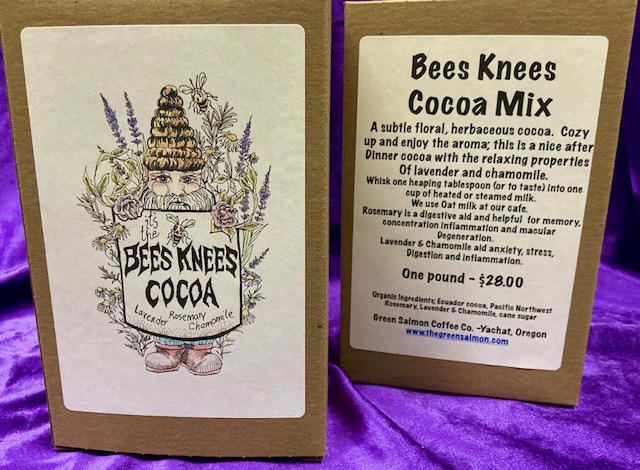 it's
the
BEES KNEES
COCOA
Lavender Rosemary Chamomile
Bees Knees
Cocoa Mix
A subtle floral, herbaceous cocoa. Cozy
up and enjoy the aroma; this is a nice after
Dinner cocoa with the relaxing properties
Of lavender and chamomile.
Whisk one heaping tablespoon (or to taste) into one
cup of heated or steamed milk.
We use Oat milk at our cafe.
Rosemary is a digestive aid and helpful for memory,
concentration inflammation and macular
Degeneration.
Lavender & Chamomile aid anxiety, stress,
Digestion and inflammation.
One pound - $28.00
Organic Ingredients; Ecuador cocoa, Pacific Northwest
Rosemary, Lavender & Chamomile, cane sugar
Green Salmon Coffee Co. -Yachat, Oregon
www.thegreensalmon.com